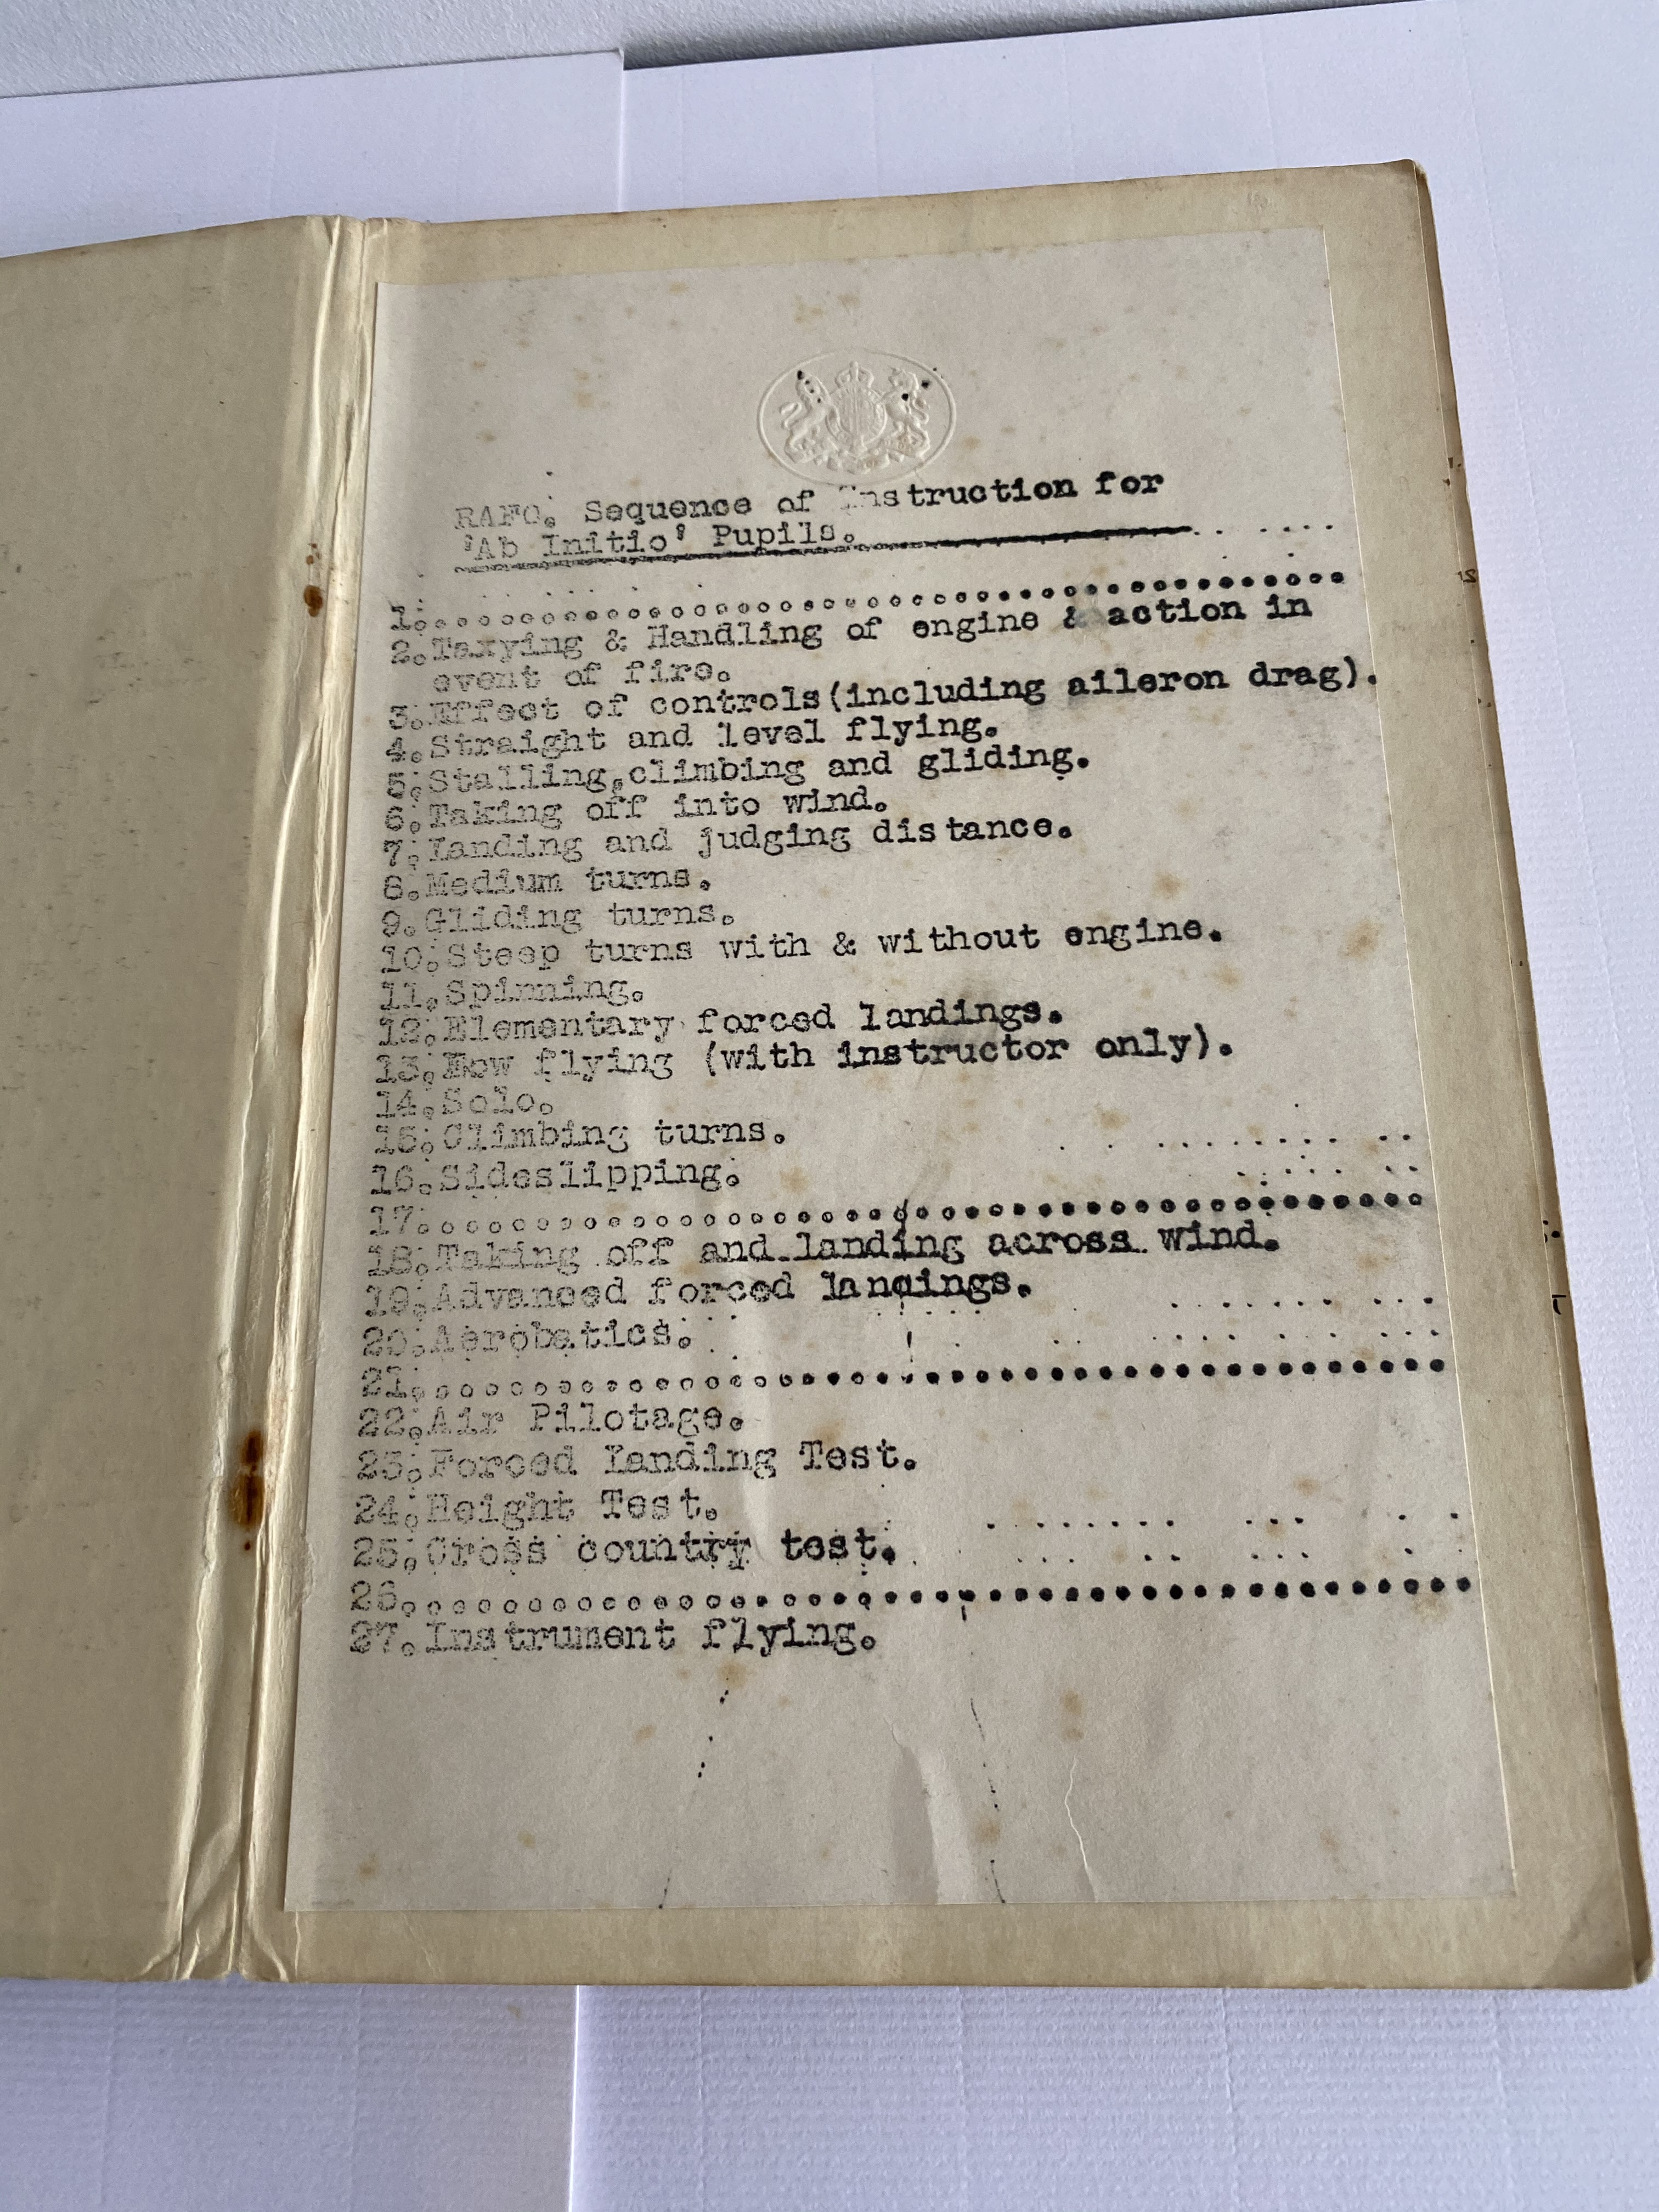 RAFO. Sequence of Instruction for
'Ab Initio' Pupils.
1.......................................
2.Taxying & Handling of engine & action in
event of fire.
3.Effect of controls(including aileron drag).
4.Straight and level flying.
5.Stalling,climbing and gliding.
6.Taking off into wind.
7.Landing and judging distance.
8.Medium turns.
9.Gliding turns.
10.Steep turns with & without engine.
11.Spinning.
12.Elementary forced landings.
13.Low flying (with instructor only).
14.Solo.
15.Climbing turns.
16.Sideslipping.
17.......................................
18.Taking off and landing across wind.
19.Advanced forced landings.
20.Aerobatics.
21.......................................
22.Air Pilotage.
23.Forced Landing Test.
24.Height Test.
25.Cross country test.
26.......................................
27.Instrument flying.